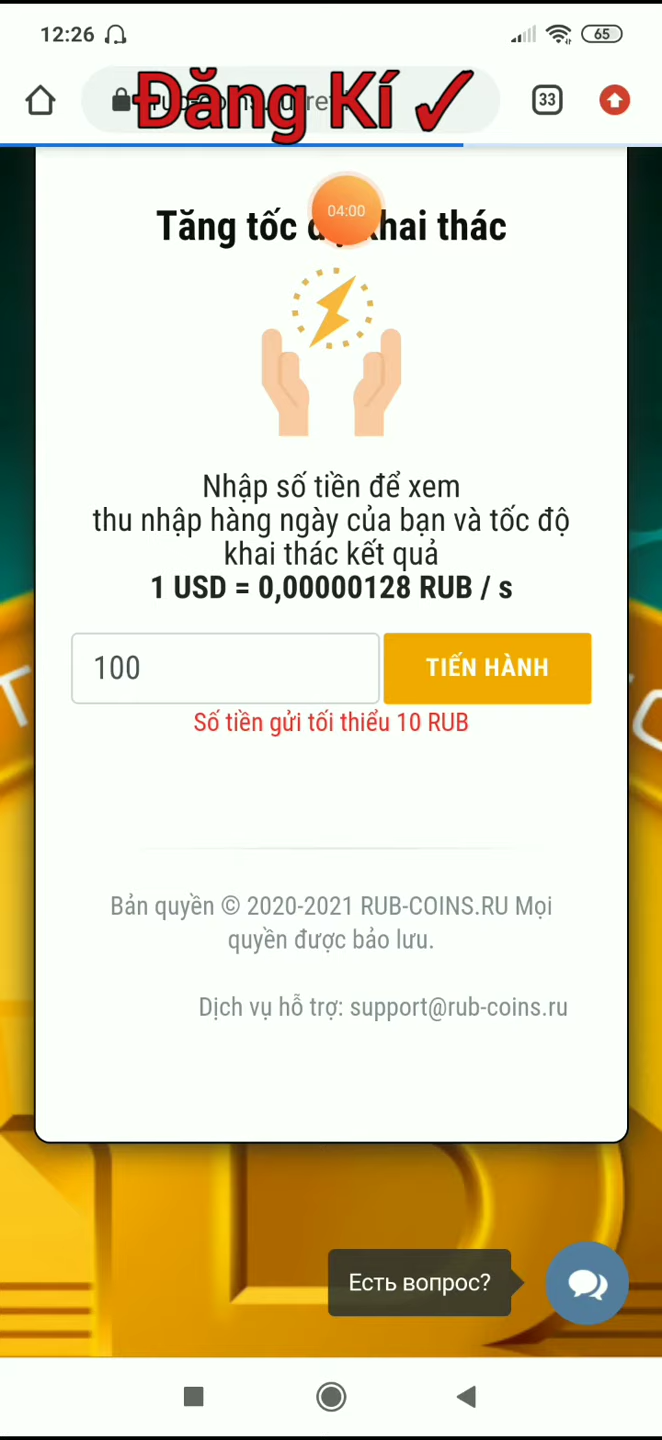 12:26
65
Đăng Kí ✓
33
04:00
Tăng tốc khai thác
Nhập số tiền để xem
thu nhập hàng ngày của bạn và tốc độ
khai thác kết quả
1 USD = 0,00000128 RUB / s
100
TIẾN HÀNH
Số tiền gửi tối thiểu 10 RUB
Bản quyền © 2020-2021 RUB-COINS.RU Mọi
quyền được bảo lưu.
Dịch vụ hỗ trợ: support@rub-coins.ru
Есть вопрос?